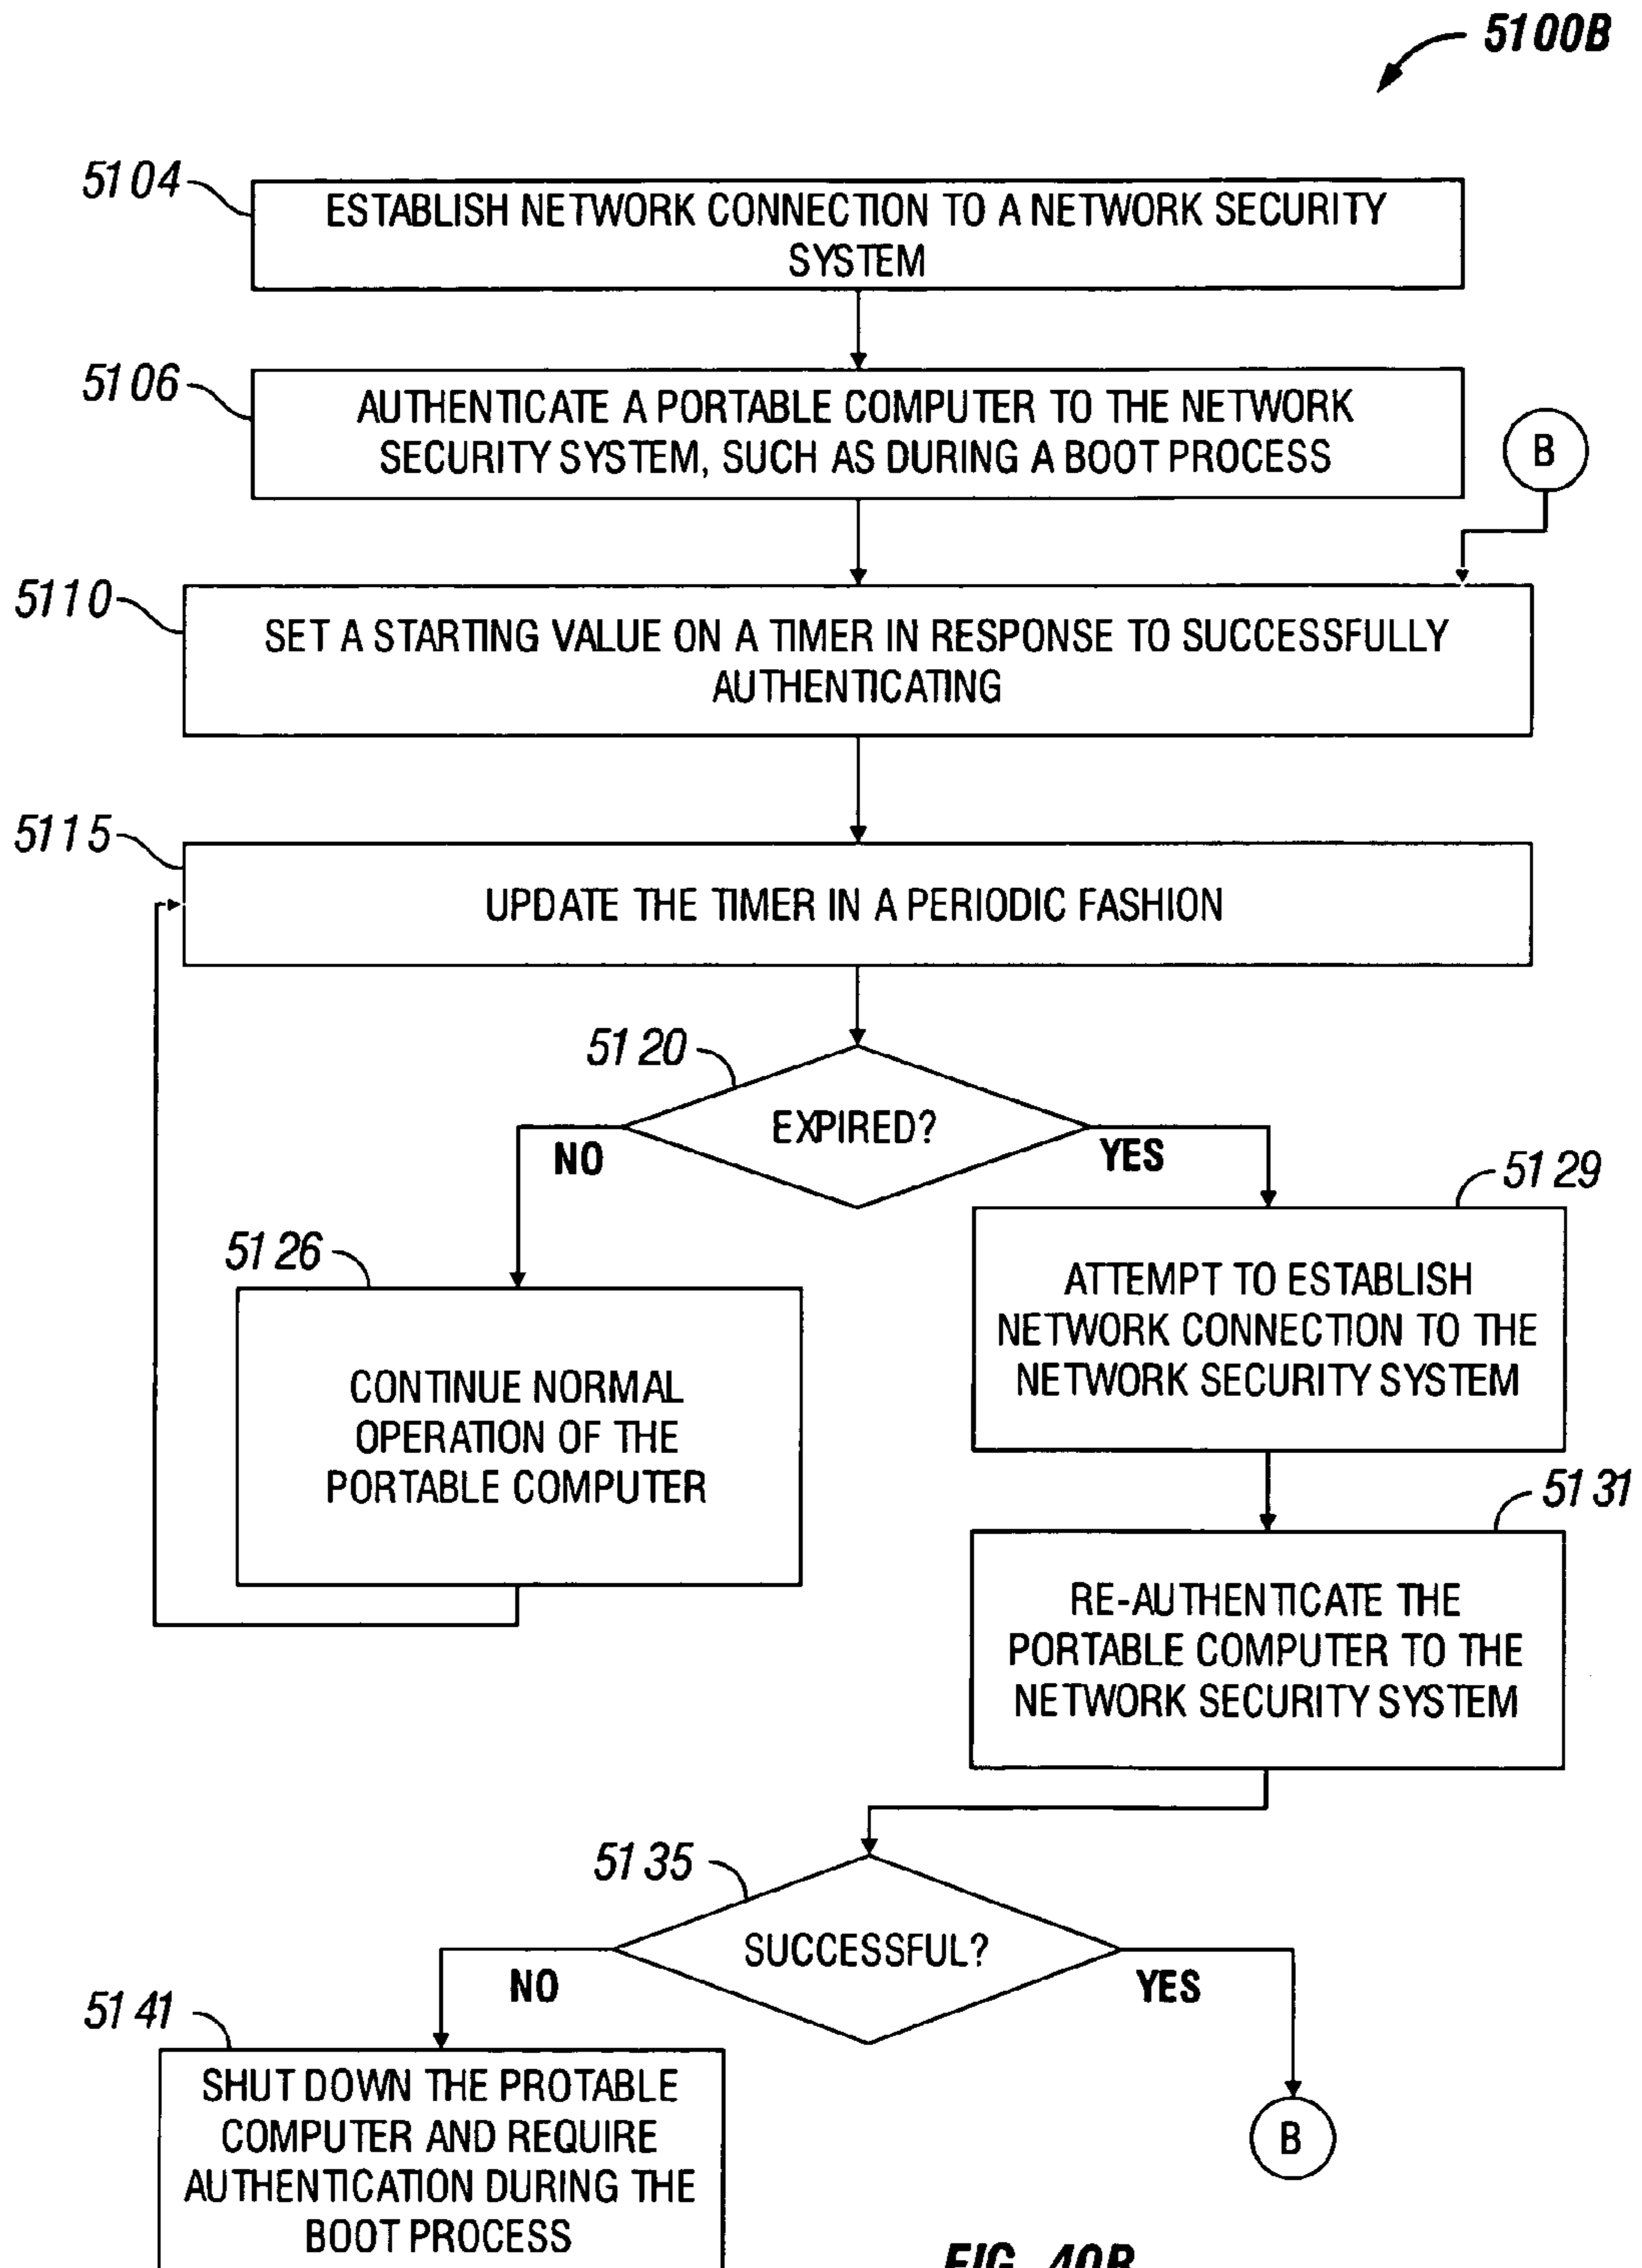 5100B
5104
ESTABLISH NETWORK CONNECTION TO A NETWORK SECURITY
SYSTEM
5106
AUTHENTICATE A PORTABLE COMPUTER TO THE NETWORK
SECURITY SYSTEM, SUCH AS DURING A BOOT PROCESS
B
5110
SET A STARTING VALUE ON A TIMER IN RESPONSE TO SUCCESSFULLY
AUTHENTICATING
5115
UPDATE THE TIMER IN A PERIODIC FASHION
5120
EXPIRED?
NO
YES
5126
CONTINUE NORMAL
OPERATION OF THE
PORTABLE COMPUTER
5129
ATTEMPT TO ESTABLISH
NETWORK CONNECTION TO THE
NETWORK SECURITY SYSTEM
5131
RE-AUTHENTICATE THE
PORTABLE COMPUTER TO THE
NETWORK SECURITY SYSTEM
5135
SUCCESSFUL?
NO
YES
5141
SHUT DOWN THE PROTABLE
COMPUTER AND REQUIRE
AUTHENTICATION DURING THE
BOOT PROCESS
B
FIG. 40B